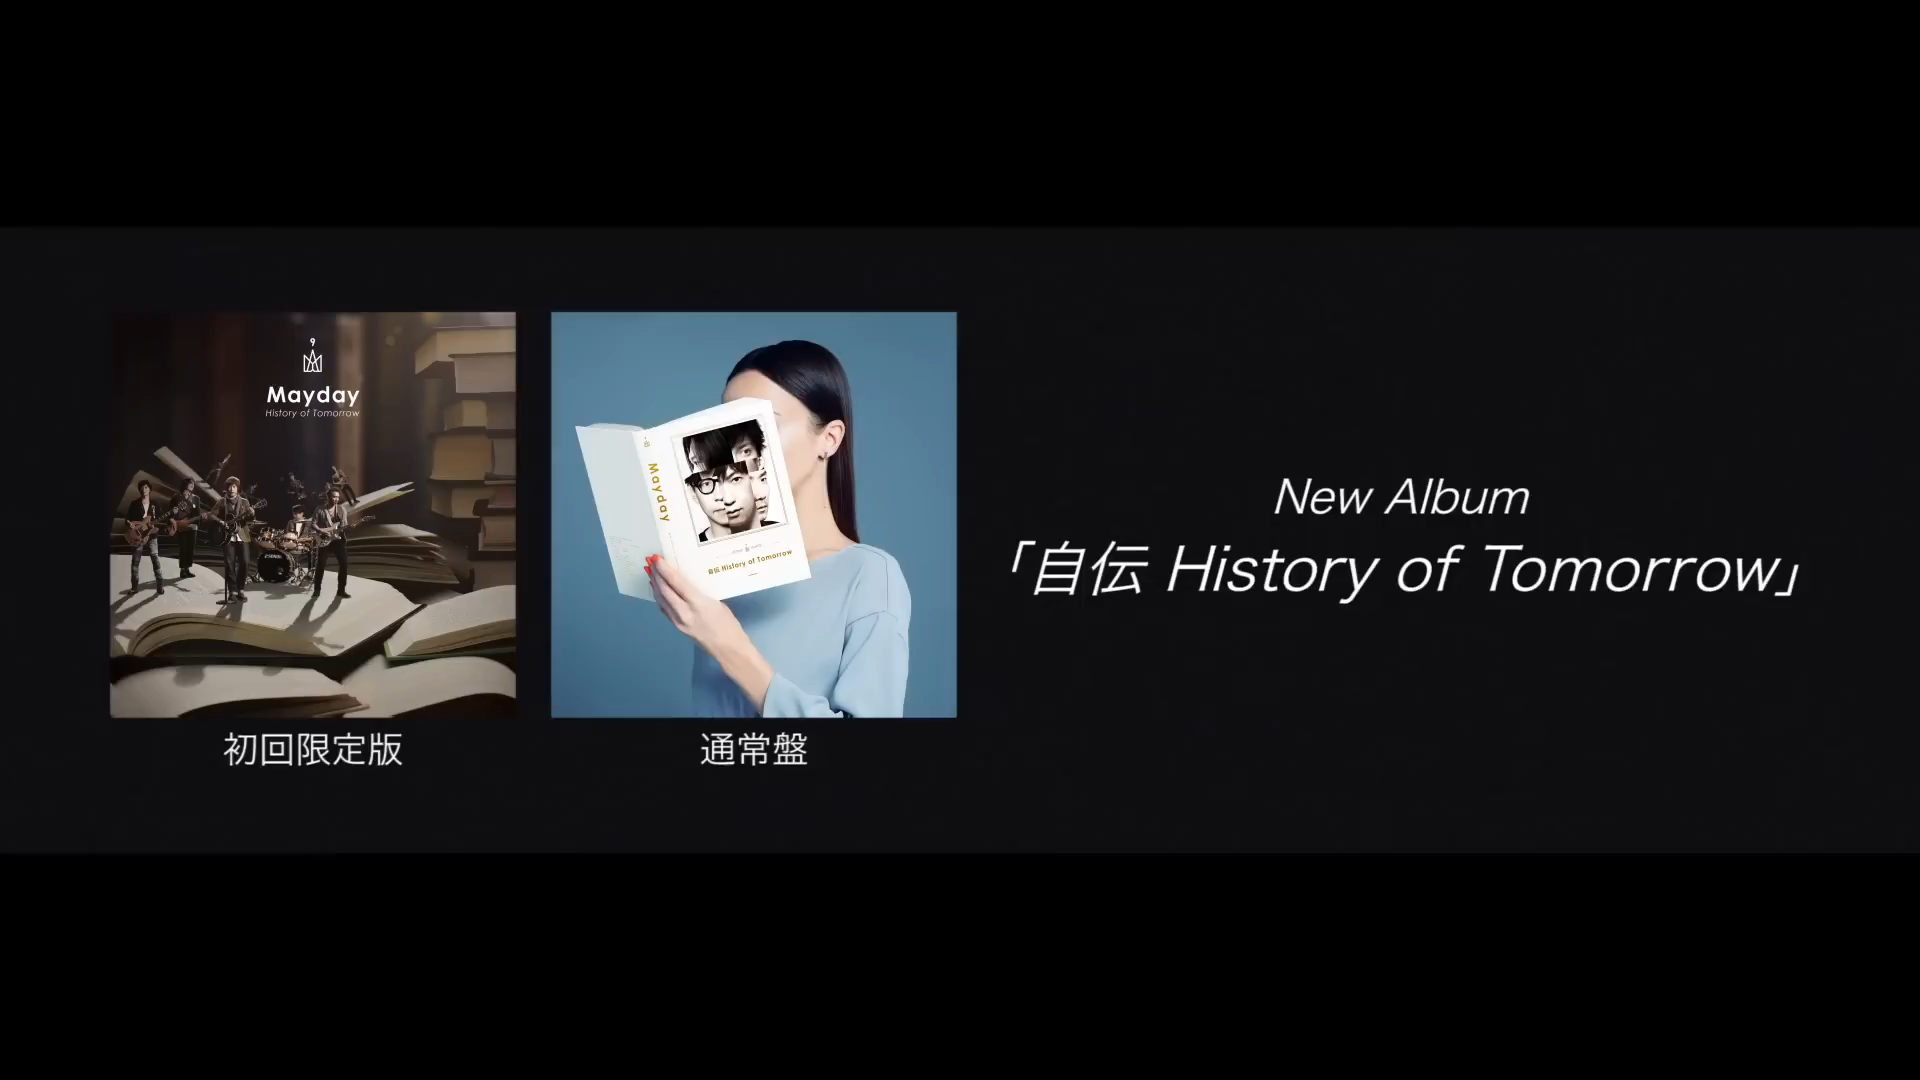 9
Mayday
History of Tomorrow
初回限定版
Mayday
自伝 History of Tomorrow
通常盤
New Album
「自伝 History of Tomorrow」